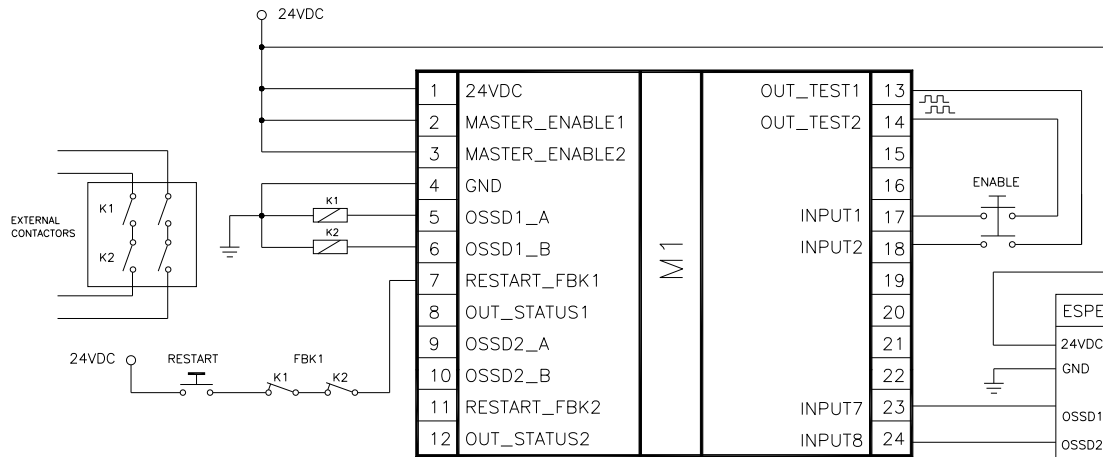 24VDC
1 24VDC OUT_TEST1 13
2 MASTER_ENABLE1 OUT_TEST2 14
3 MASTER_ENABLE2 15
4 GND 16
ENABLE
K1
5 OSSD1_A INPUT1 17
K2
6 OSSD1_B INPUT2 18
EXTERNAL
CONTACTORS
K1
K2
M1
7 RESTART_FBK1 19
8 OUT_STATUS1 20
9 OSSD2_A 21
10 OSSD2_B 22
11 RESTART_FBK2 INPUT7 23
12 OUT_STATUS2 INPUT8 24
24VDC RESTART FBK1
K1 K2
ESPE
24VDC
GND
OSSD1
OSSD2